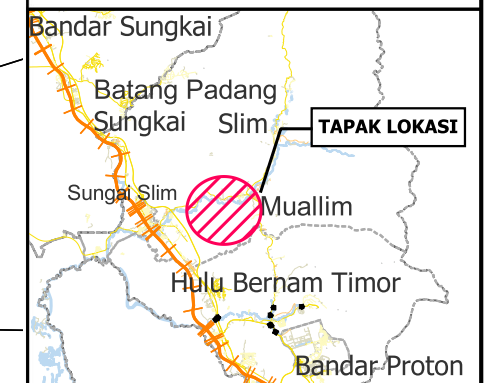 Bandar Sungkai
Batang Padang
Sungkai
Slim
TAPAK LOKASI
Sungai Slim
Muallim
Hulu Bernam Timor
Bandar Proton